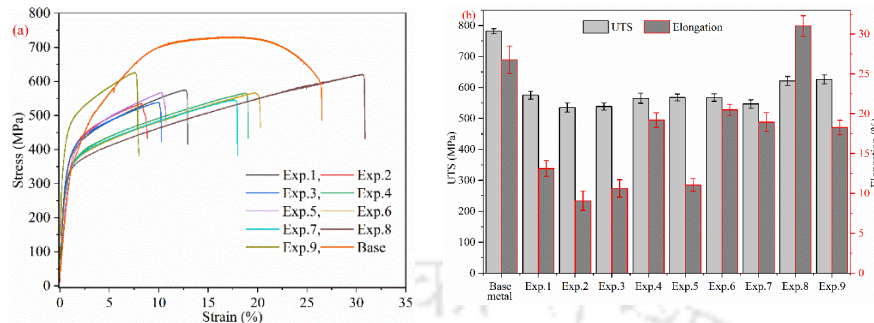 (a)
800
700
600
500
400
300
200
100
0
Stress (MPa)
Exp.1, Exp.2
Exp.3, Exp.4
Exp.5, Exp.6
Exp.7, Exp.8
Exp.9, Base
0 5 10 15 20 25 30 35
Strain (%)
(b)
UTS Elongation
800
700
600
500
400
300
200
100
0
UTS (MPa)
30
25
20
15
10
5
0
Elongation (%)
Base metal Exp.1 Exp.2 Exp.3 Exp.4 Exp.5 Exp.6 Exp.7 Exp.8 Exp.9